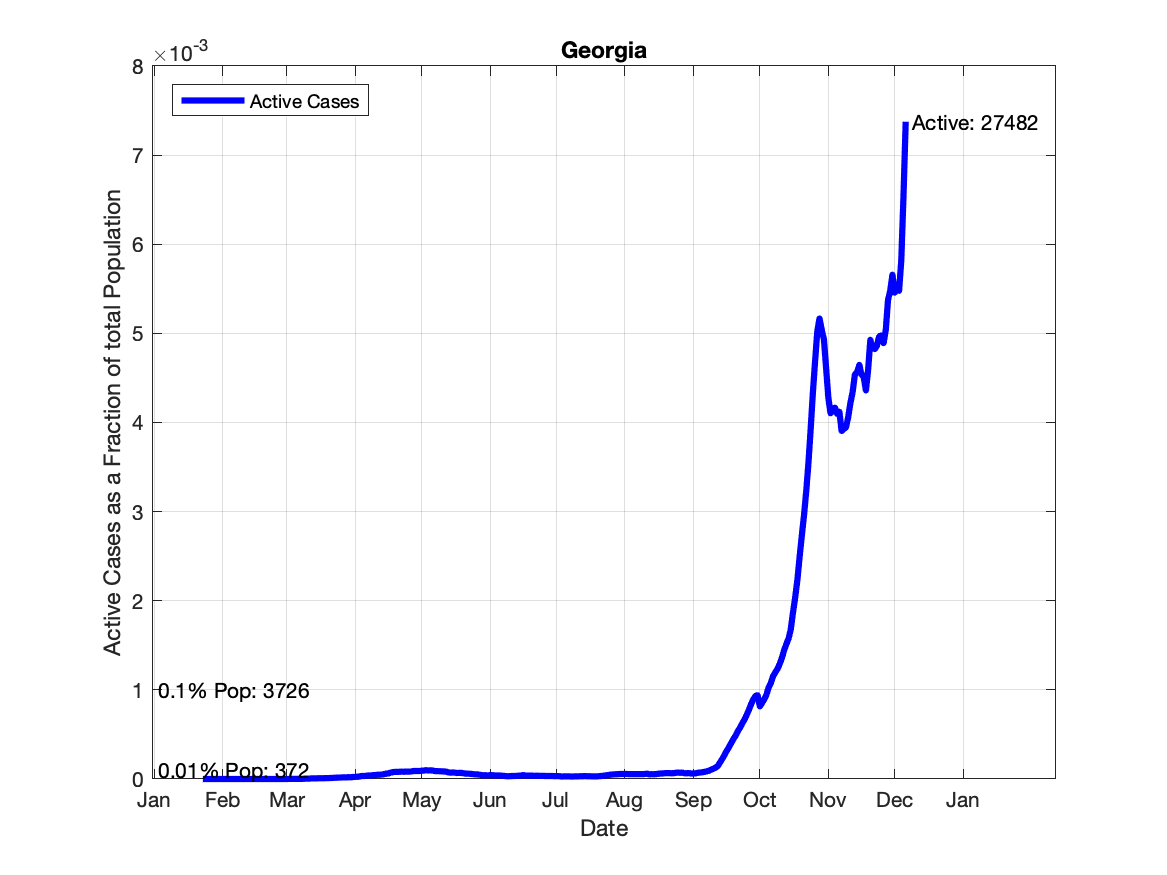 Georgia
×10-3
Active Cases
Active: 27482
8
7
6
5
4
3
2
1
0
0.1% Pop: 3726
0.01% Pop: 372
Active Cases as a Fraction of total Population
Jan Feb Mar Apr May Jun Jul Aug Sep Oct Nov Dec Jan
Date